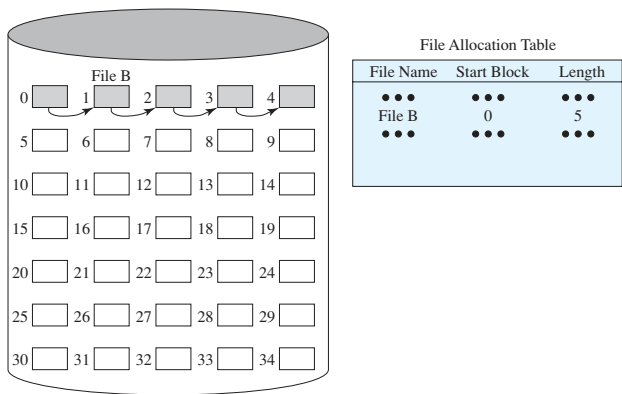 File B
0 1 2 3 4
5 6 7 8 9
10 11 12 13 14
15 16 17 18 19
20 21 22 23 24
25 26 27 28 29
30 31 32 33 34
File Allocation Table
File Name Start Block Length
••• ••• •••
File B 0 5
••• ••• •••